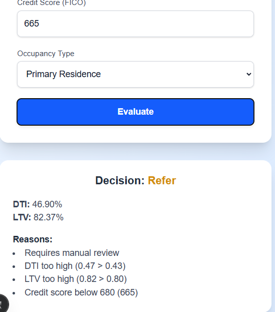 Credit Score (FICO)
665
Occupancy Type
Primary Residence
Evaluate
Decision: Refer
DTI: 46.90%
LTV: 82.37%
Reasons:
• Requires manual review
• DTI too high (0.47 > 0.43)
• LTV too high (0.82 > 0.80)
• Credit score below 680 (665)